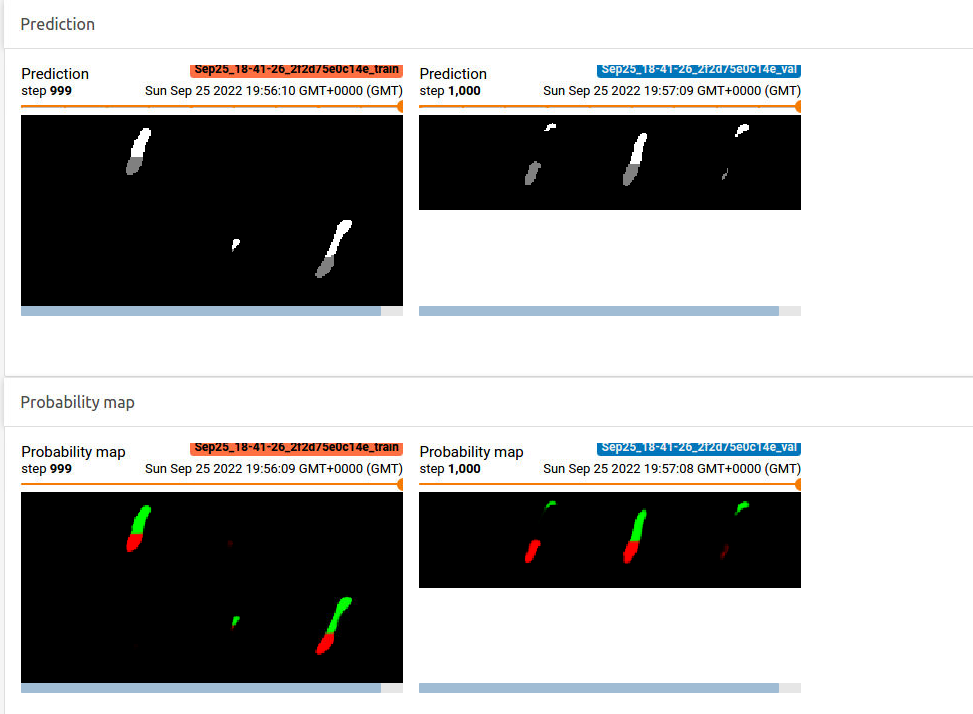 Prediction
Prediction
Sep25_18-41-26_2f2d75e0c14e_train
step 999
Sun Sep 25 2022 19:56:10 GMT+0000 (GMT)
Prediction
Sep25_18-41-26_2f2d75e0c14e_val
step 1,000
Sun Sep 25 2022 19:57:09 GMT+0000 (GMT)
Probability map
Probability map
Sep25_18-41-26_2f2d75e0c14e_train
step 999
Sun Sep 25 2022 19:56:09 GMT+0000 (GMT)
Probability map
Sep25_18-41-26_2f2d75e0c14e_val
step 1,000
Sun Sep 25 2022 19:57:08 GMT+0000 (GMT)